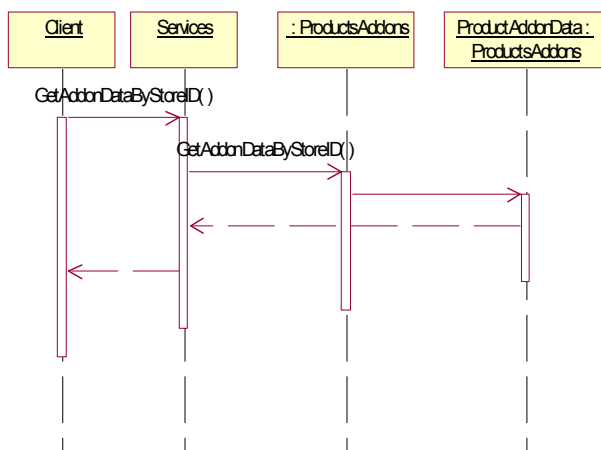 Client
Services
: ProductsAddons
ProductAddonData :
ProductsAddons
GetAddonDataByStoreID( )
GetAddonDataByStoreID( )